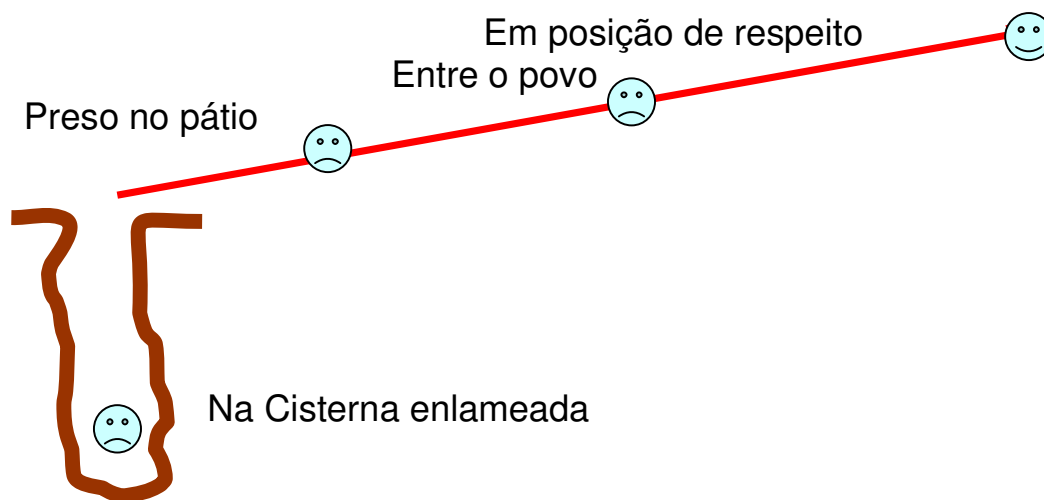 Em posição de respeito
Entre o povo
Preso no pátio
Na Cisterna enlameada